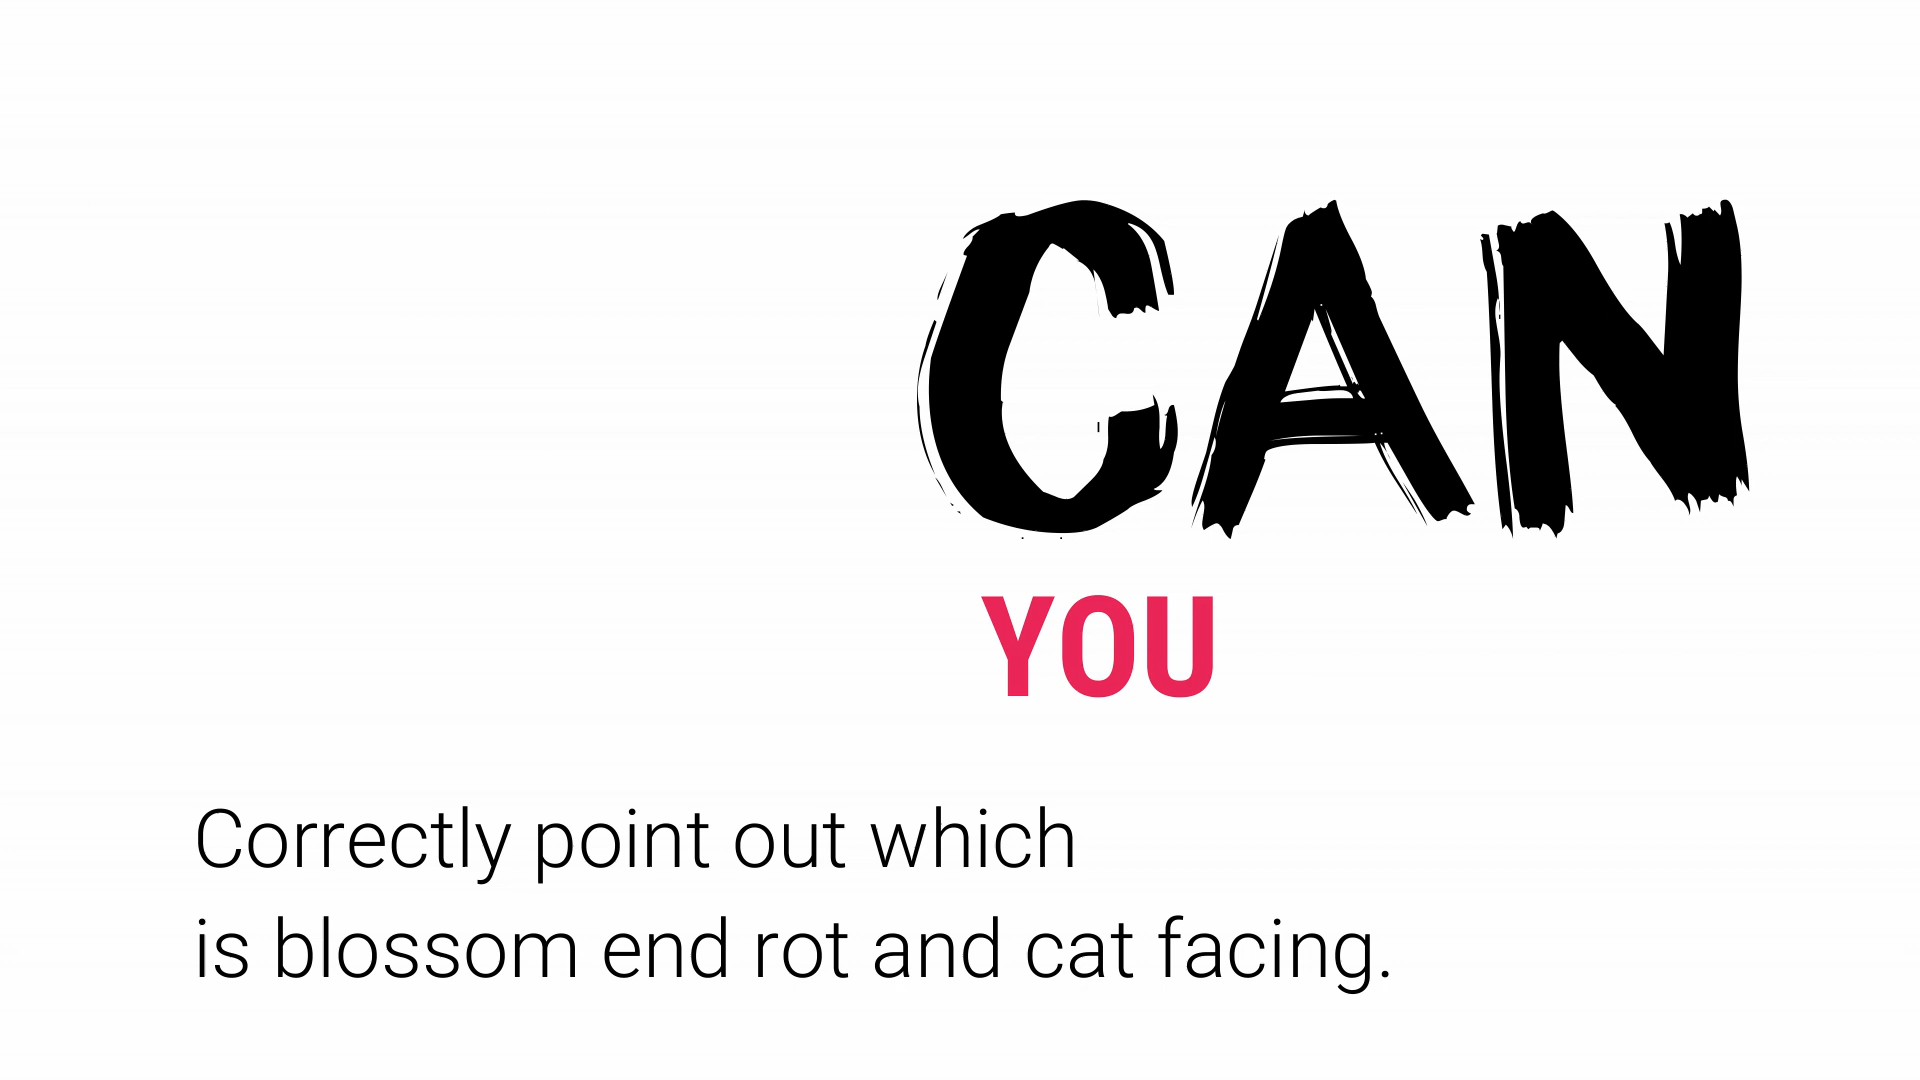 CAN
YOU
Correctly point out which
is blossom end rot and cat facing.